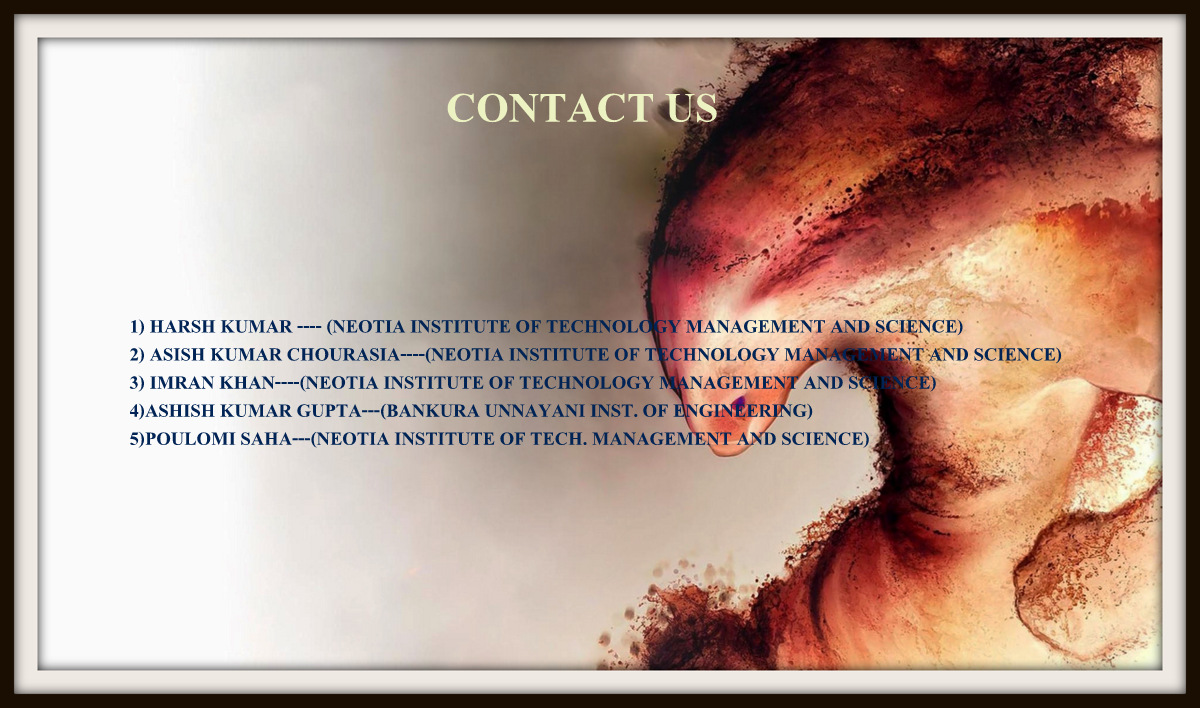 CONTACT US
1) HARSH KUMAR ---- (NEOTIA INSTITUTE OF TECHNOLOGY MANAGEMENT AND SCIENCE)
2) ASISH KUMAR CHOURASIA----(NEOTIA INSTITUTE OF TECHNOLOGY MANAGEMENT AND SCIENCE)
3) IMRAN KHAN----(NEOTIA INSTITUTE OF TECHNOLOGY MANAGEMENT AND SCIENCE)
4)ASHISH KUMAR GUPTA---(BANKURA UNNAYANI INST. OF ENGINEERING)
5)POULOMI SAHA---(NEOTIA INSTITUTE OF TECH. MANAGEMENT AND SCIENCE)